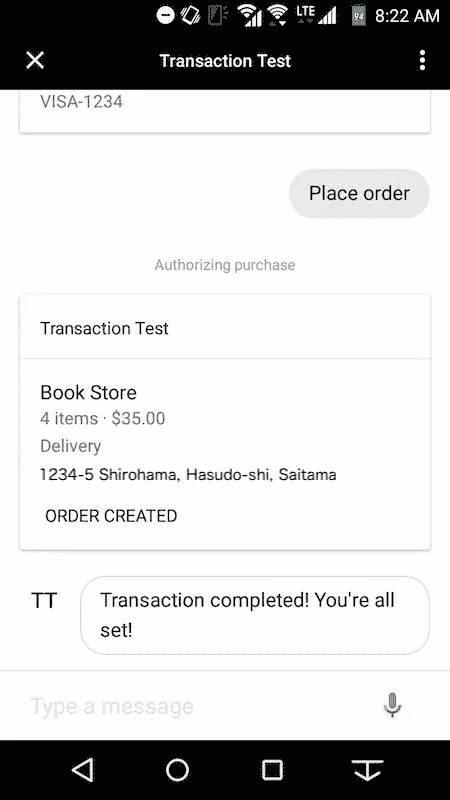 LTE 94 8:22 AM
Transaction Test
VISA-1234
Place order
Authorizing purchase
Transaction Test
Book Store
4 items · $35.00
Delivery
1234-5 Shirohama, Hasudo-shi, Saitama
ORDER CREATED
TT
Transaction completed! You're all
set!
Type a message